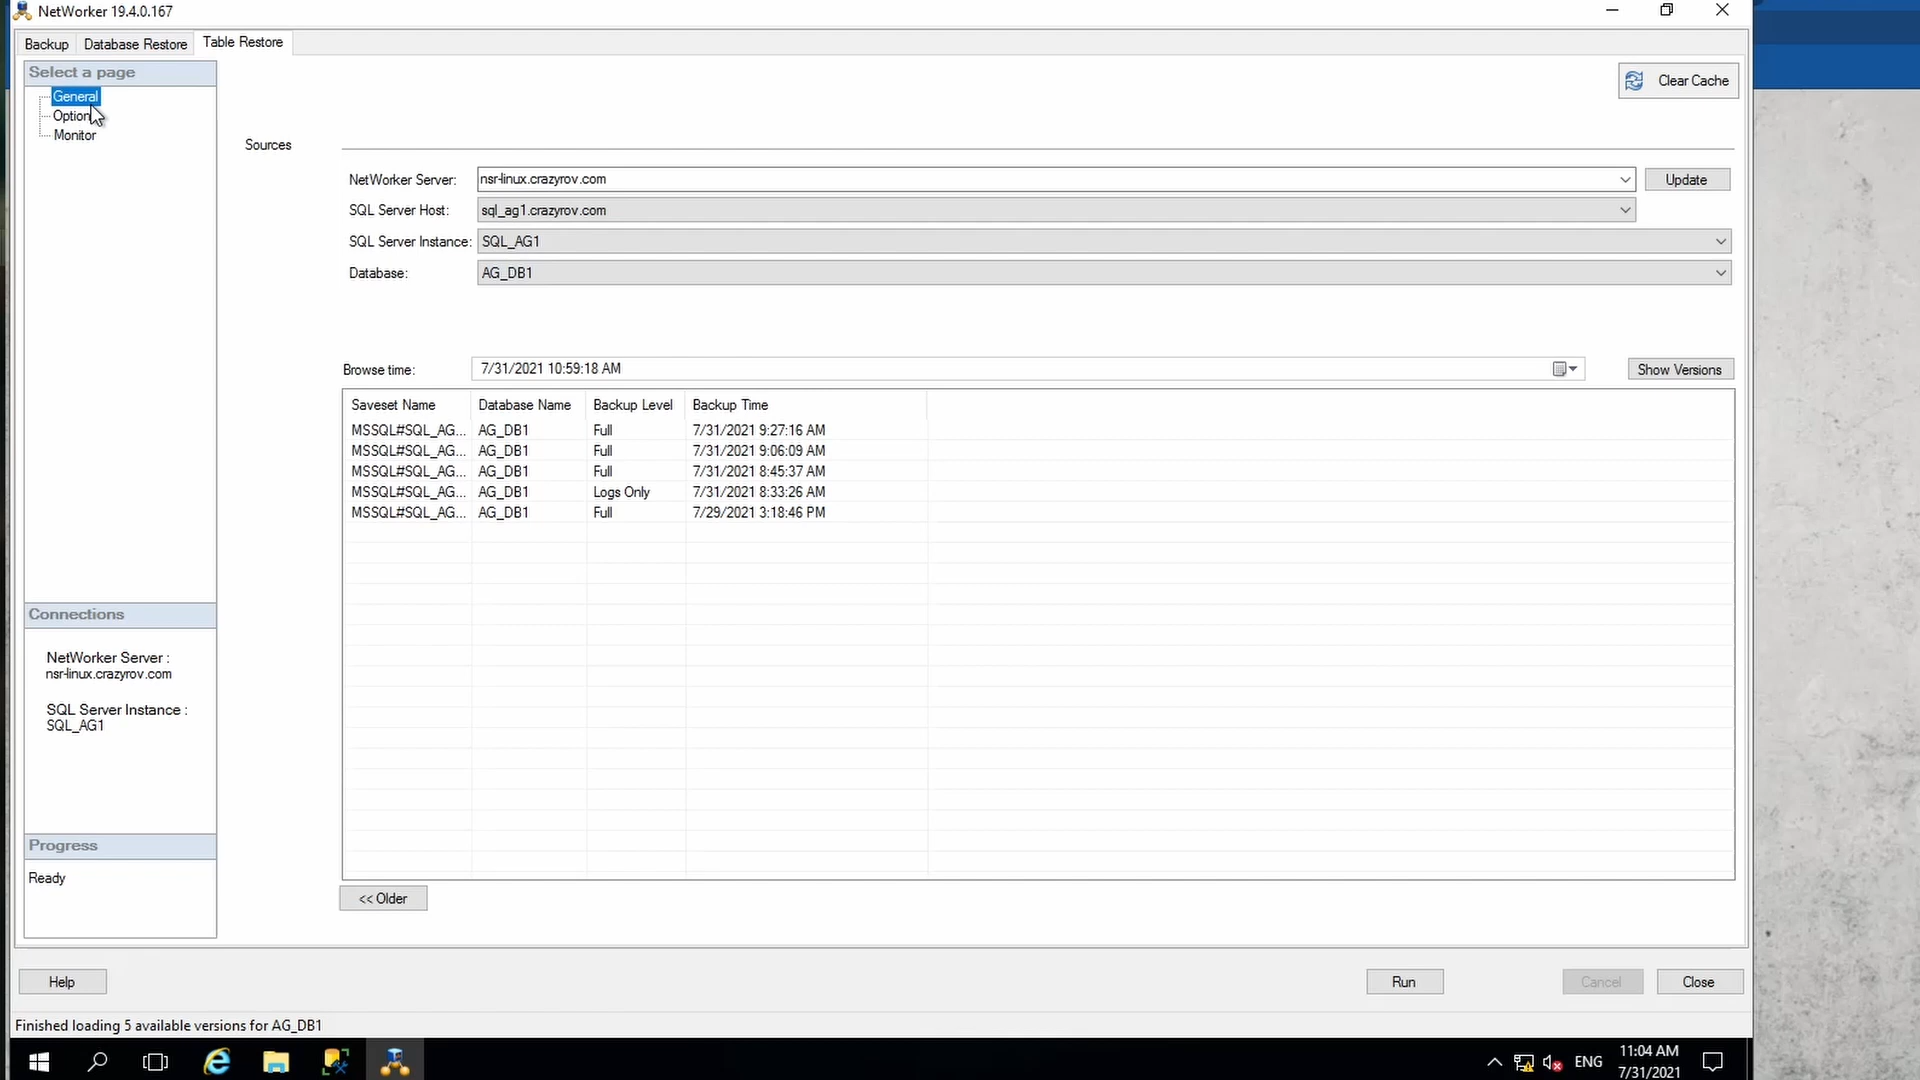 NetWorker 19.4.0.167
Backup Database Restore Table Restore
Select a page
General
Option
Monitor
Clear Cache
Sources
NetWorker Server: nsr-linux.crazyrov.com Update
SQL Server Host: sql_ag1.crazyrov.com
SQL Server Instance: SQL_AG1
Database: AG_DB1
Browse time: 7/31/2021 10:59:18 AM Show Versions
Saveset Name Database Name Backup Level Backup Time
MSSQL#SQL_AG... AG_DB1 Full 7/31/2021 9:27:16 AM
MSSQL#SQL_AG... AG_DB1 Full 7/31/2021 9:06:09 AM
MSSQL#SQL_AG... AG_DB1 Full 7/31/2021 8:45:37 AM
MSSQL#SQL_AG... AG_DB1 Logs Only 7/31/2021 8:33:26 AM
MSSQL#SQL_AG... AG_DB1 Full 7/29/2021 3:18:46 PM
Connections
NetWorker Server :
nsr-linux.crazyrov.com
SQL Server Instance :
SQL_AG1
Progress
Ready
<< Older
Help Run Cancel Close
Finished loading 5 available versions for AG_DB1
ENG 11:04 AM
7/31/2021